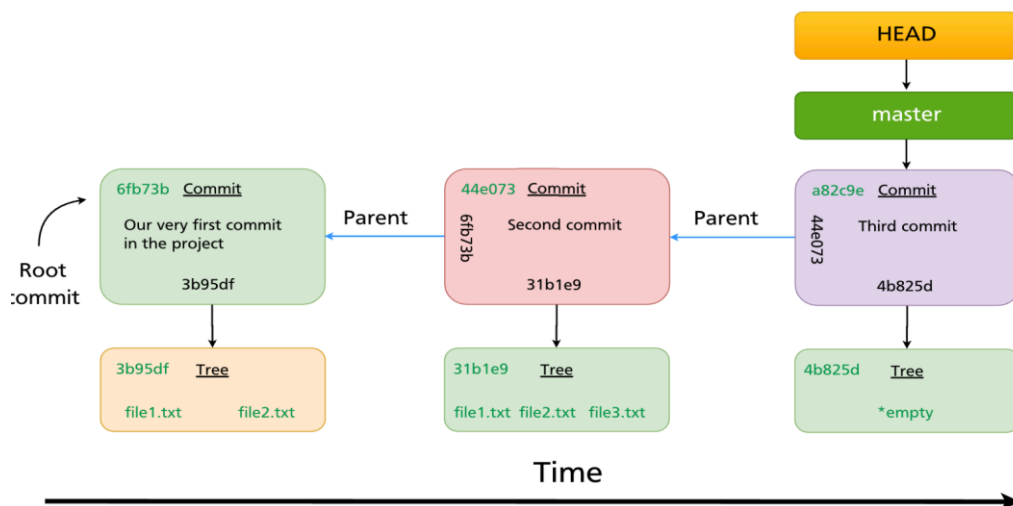 HEAD
master
6fb73b Commit
Our very first commit
in the project
3b95df
Root
commit
Parent
44e073 Commit
6fb73b
Second commit
31b1e9
Parent
a82c9e Commit
44e073
Third commit
4b825d
3b95df Tree
file1.txt file2.txt
31b1e9 Tree
file1.txt file2.txt file3.txt
4b825d Tree
*empty
Time